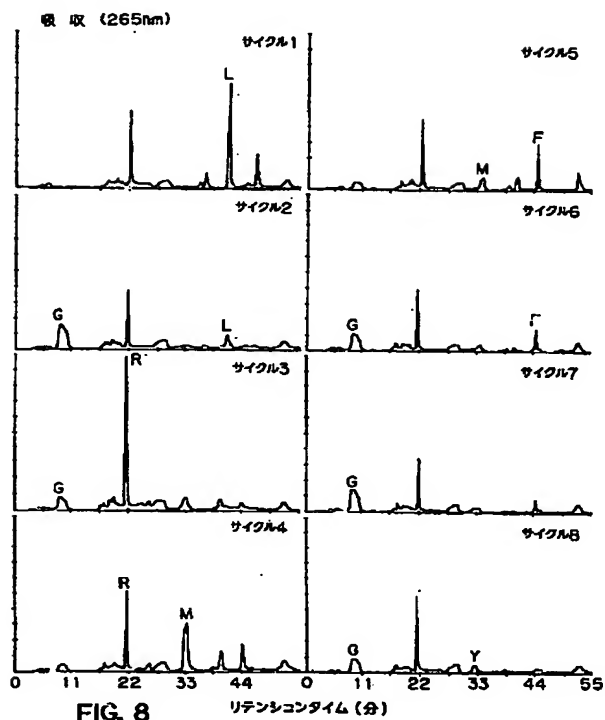 吸収 (265nm)
サイクル1
L
サイクル5
M
F
サイクル2
G
L
サイクル6
G
サイクル3
G
R
サイクル7
G
サイクル4
R
M
サイクル8
G
Y
0 11 22 33 44
0 11 22 33 44 55
FIG. 8
リテンションタイム (分)